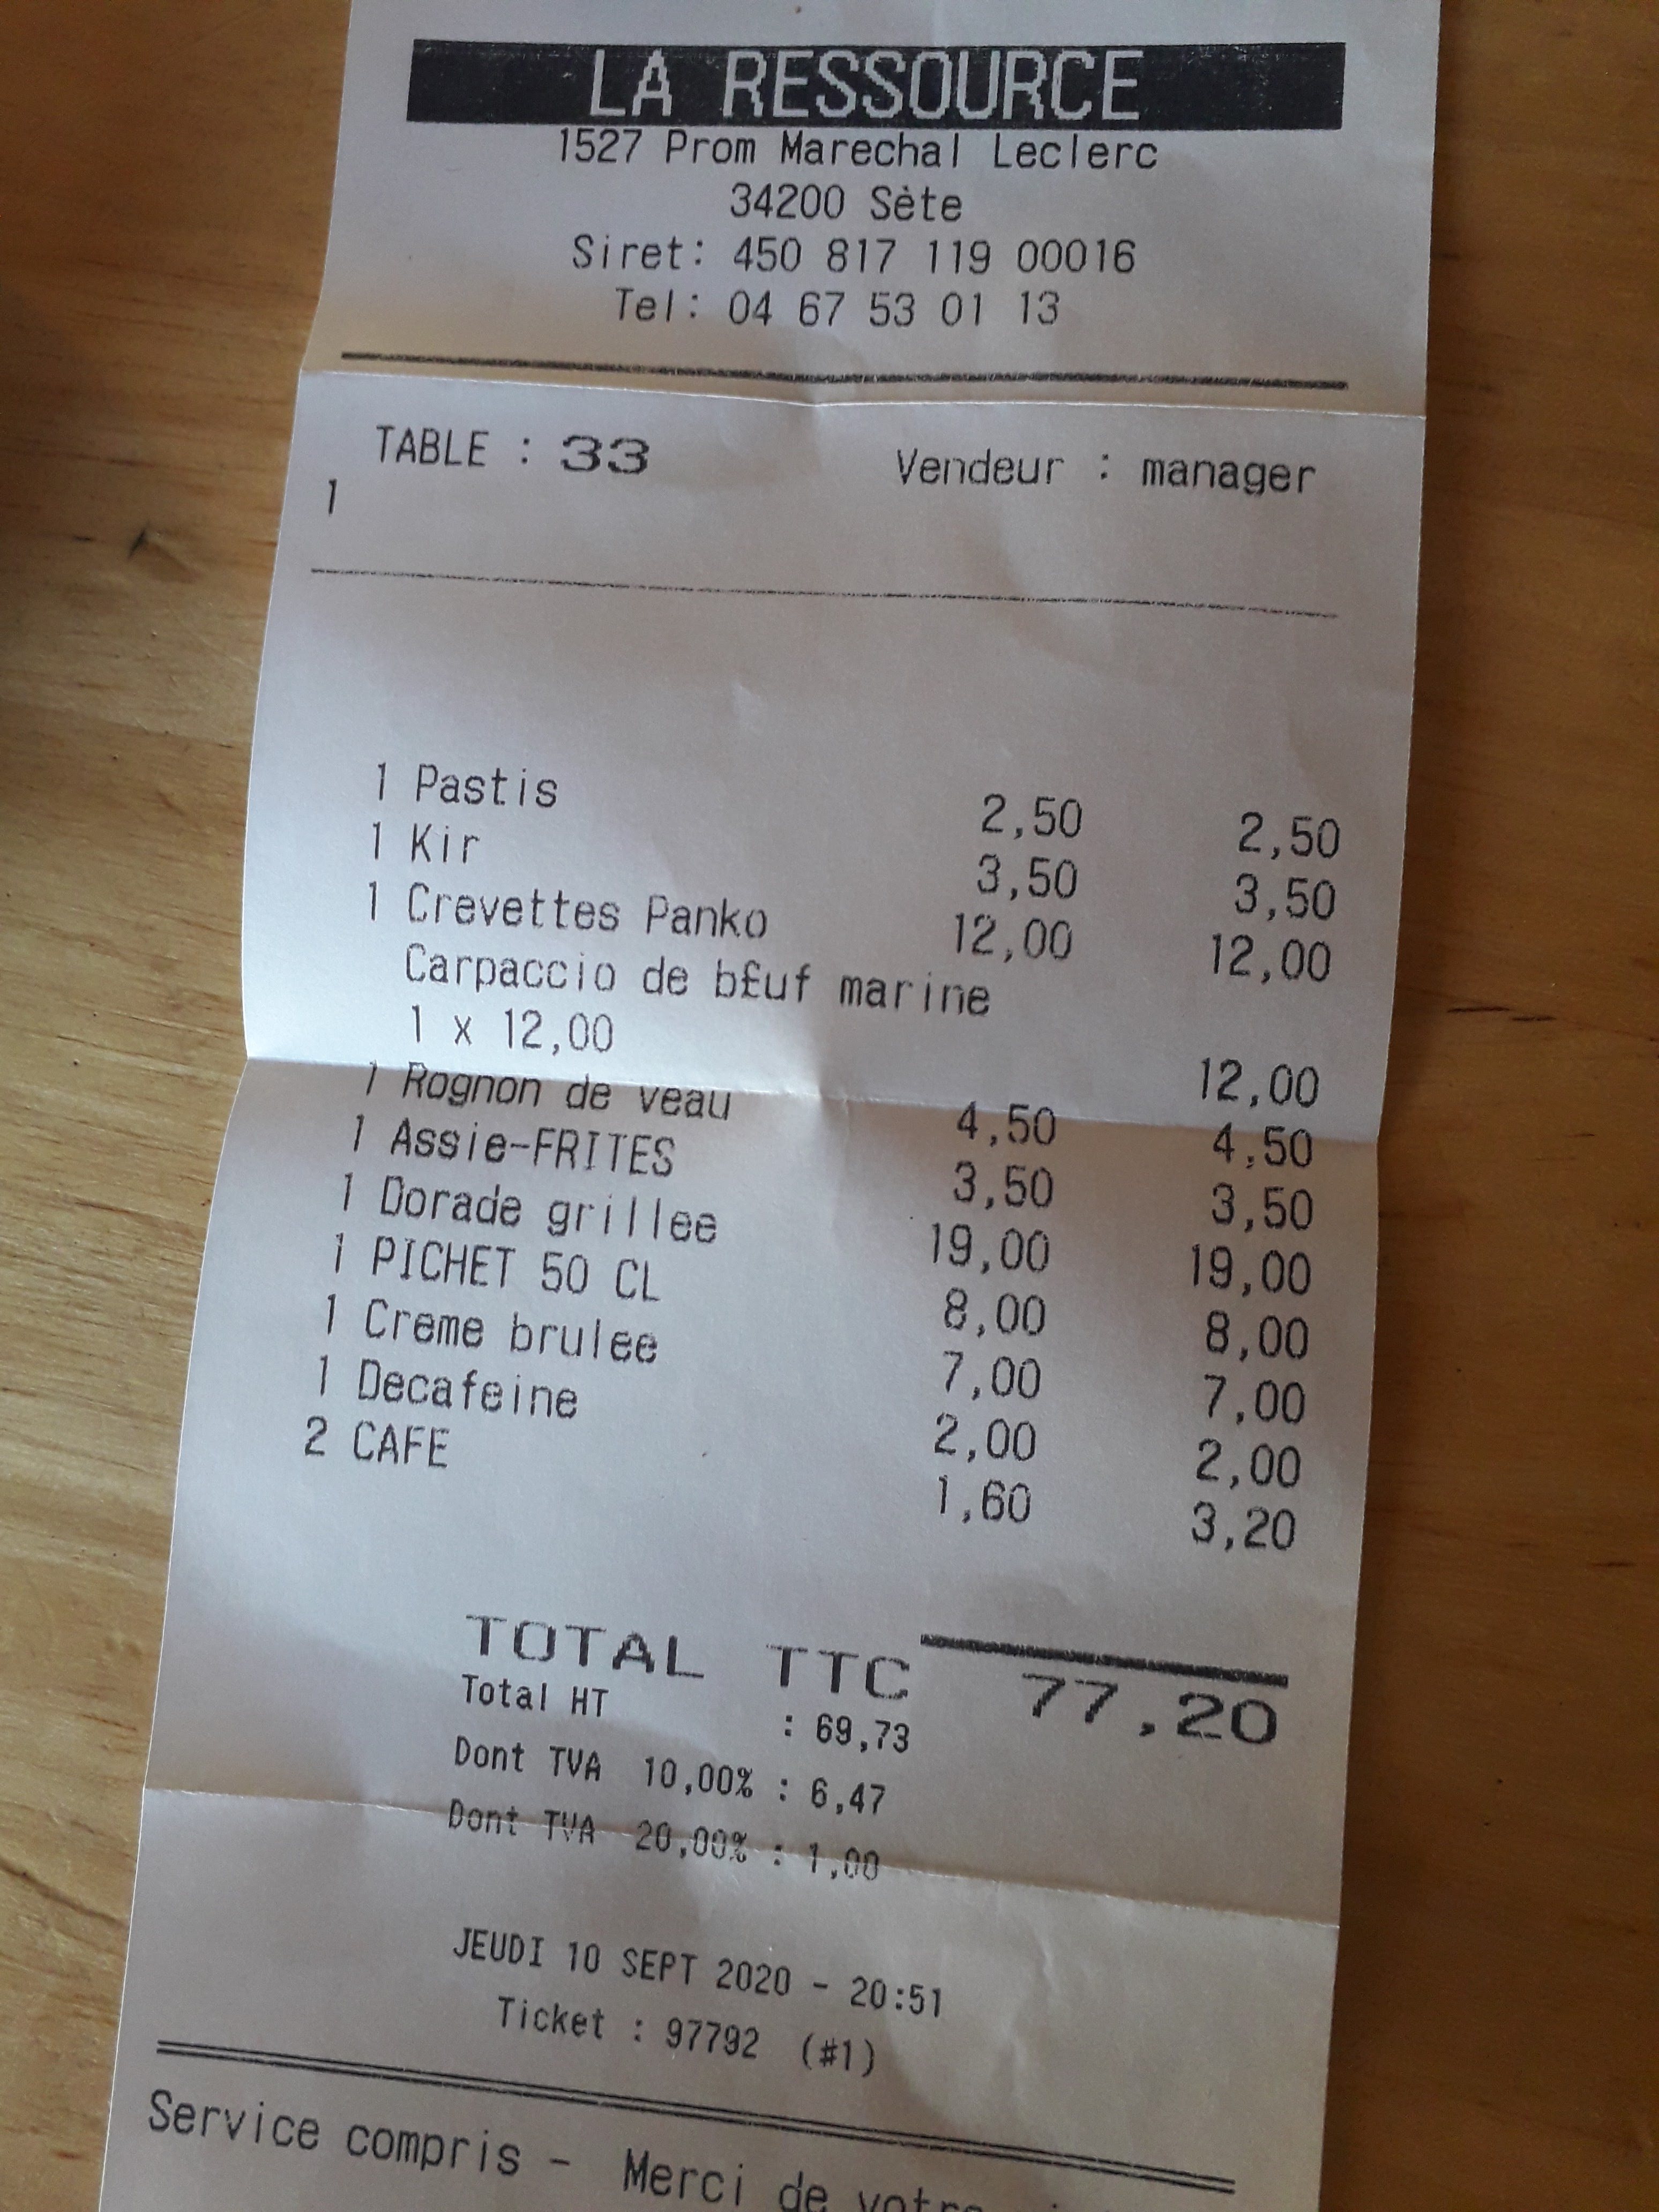 LA RESSOURCE
1527 Prom Marechal Leclerc
34200 Sète
Siret: 450 817 119 00016
Tel: 04 67 53 01 13
TABLE : 33 Vendeur : manager
1
1 Pastis 2,50 2,50
1 Kir 3,50 3,50
1 Crevettes Panko 12,00 12,00
Carpaccio de b£uf marine
1 x 12,00 12,00
1 Rognon de veau 4,50 4,50
1 Assie-FRITES 3,50 3,50
1 Dorade grillee 19,00 19,00
1 PICHET 50 CL 8,00 8,00
1 Creme brulee 7,00 7,00
1 Decafeine 2,00 2,00
2 CAFE 1,60 3,20
TOTAL TTC 77,20
Total HT : 69,73
Dont TVA 10,00% : 6,47
Dont TVA 20,00% : 1,00
JEUDI 10 SEPT 2020 - 20:51
Ticket : 97792 (#1)
Service compris - Merci de votre